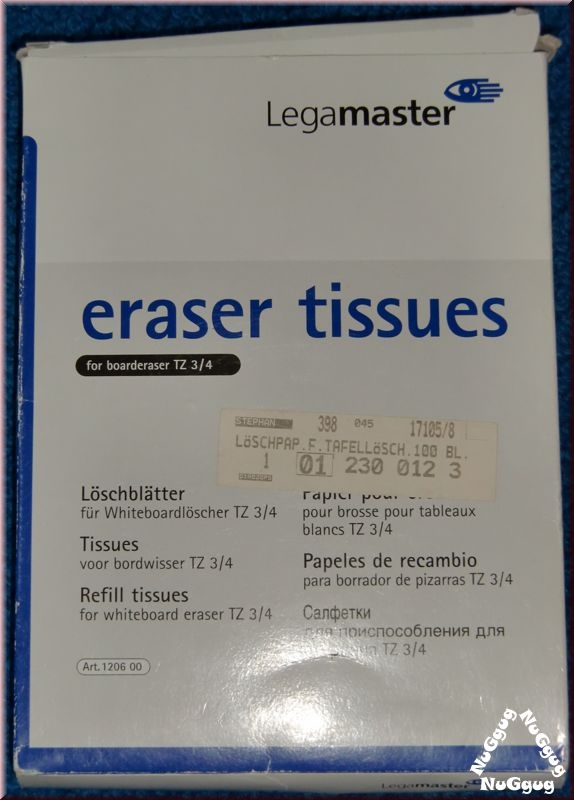 Legamaster
eraser tissues
for boarderaser TZ 3/4
STEPHAN 398 045 17105/8
LöSCHPAP.F.TAFELLöSCH.100 BL.
1 01 230 012 3
Löschblätter
für Whiteboardlöscher TZ 3/4
Tissues
voor bordwisser TZ 3/4
Refill tissues
for whiteboard eraser TZ 3/4
Art.1206 00
Papier pour
pour brosse pour tableaux
blancs TZ 3/4
Papeles de recambio
para borrador de pizarras TZ 3/4
Салфетки
для приспособления для
TZ 3/4
Legamaster
NuGgug
NuGgug
NuGgug